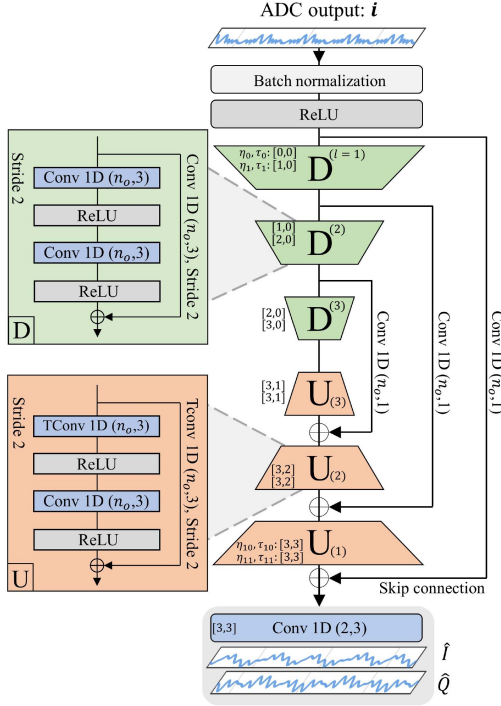 ADC output: 𝒊
Batch normalization
ReLU
η₀, τ₀: [0,0]
η₁, τ₁: [1,0]
D(l = 1)
Stride 2
Conv 1D (nₒ,3)
ReLU
Conv 1D (nₒ,3)
ReLU
Conv 1D (nₒ,3), Stride 2
D
[1,0]
[2,0]
D(2)
[2,0]
[3,0]
D(3)
Conv 1D (nₒ,1)
Conv 1D (nₒ,1)
Conv 1D (nₒ,1)
Stride 2
TConv 1D (nₒ,3)
ReLU
Conv 1D (nₒ,3)
ReLU
Tconv 1D (nₒ,3), Stride 2
U
[3,1]
[3,1]
U(3)
[3,2]
[3,2]
U(2)
η₁₀, τ₁₀: [3,3]
η₁₁, τ₁₁: [3,3]
U(1)
Skip connection
[3,3]
Conv 1D (2,3)
Î
Q̂